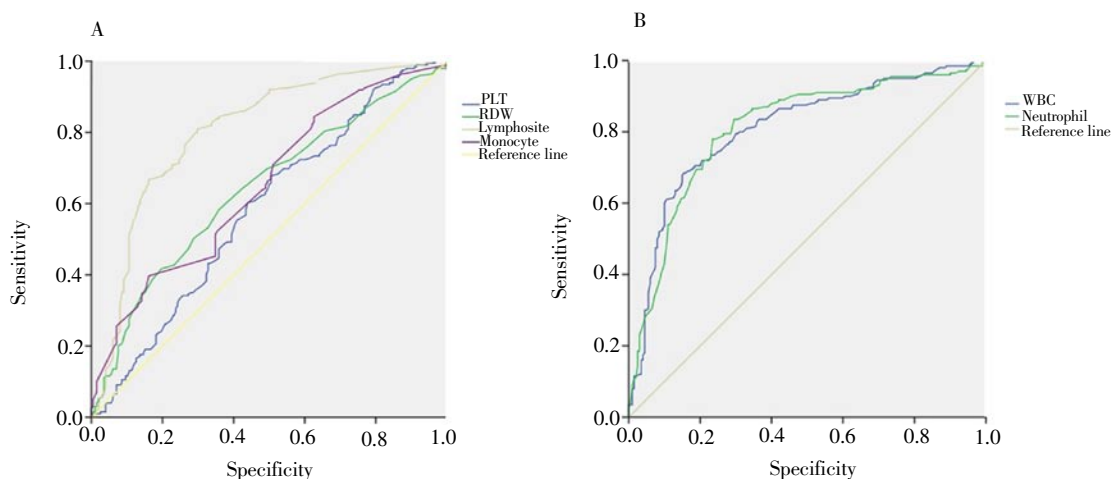 A
1.0
0.8
0.6
0.4
0.2
0.0
0.0 0.2 0.4 0.6 0.8 1.0
Sensitivity
Specificity
PLT
RDW
Lymphosite
Monocyte
Reference line
B
1.0
0.8
0.6
0.4
0.2
0.0
0.0 0.2 0.4 0.6 0.8 1.0
Sensitivity
Specificity
WBC
Neutrophil
Reference line